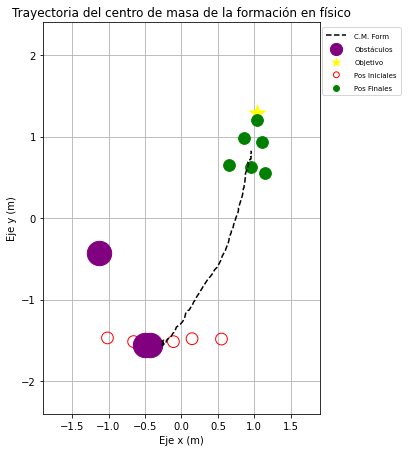 Trayectoria del centro de masa de la formación en físico
C.M. Form
Obstáculos
Objetivo
Pos Iniciales
Pos Finales
Eje y (m)
2
1
0
−1
−2
−1.5
−1.0
−0.5
0.0
0.5
1.0
1.5
Eje x (m)